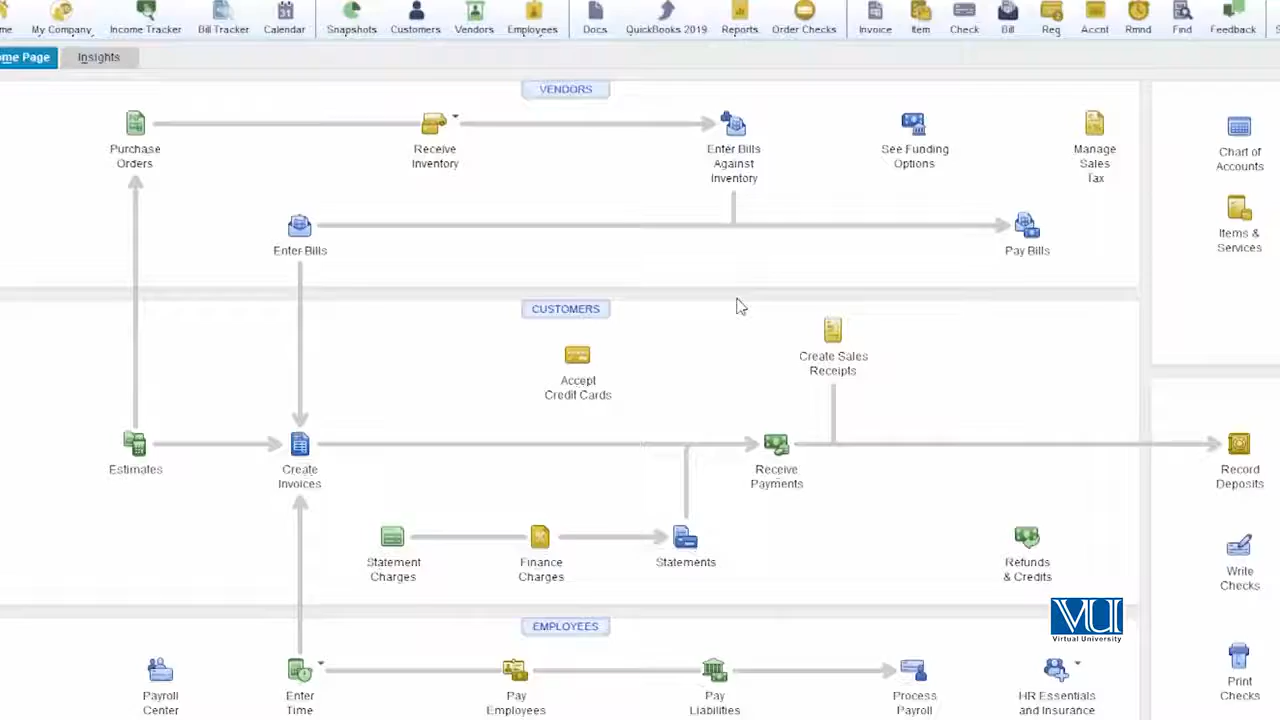 My Company
Income Tracker
Bill Tracker
Calendar
Snapshots
Customers
Vendors
Employees
Docs
QuickBooks 2019
Reports
Order Checks
Invoice
Item
Check
Bill
Reg
Accnt
Rmnd
Find
Feedback
ome Page
Insights
VENDORS
Purchase
Orders
Receive
Inventory
Enter Bills
Against
Inventory
See Funding
Options
Manage
Sales
Tax
Chart of
Accounts
Enter Bills
Pay Bills
Items &
Services
CUSTOMERS
Accept
Credit Cards
Create Sales
Receipts
Estimates
Create
Invoices
Receive
Payments
Record
Deposits
Statement
Charges
Finance
Charges
Statements
Refunds
& Credits
Write
Checks
VU
Virtual University
EMPLOYEES
Payroll
Center
Enter
Time
Pay
Employees
Pay
Liabilities
Process
Payroll
HR Essentials
and Insurance
Print
Checks